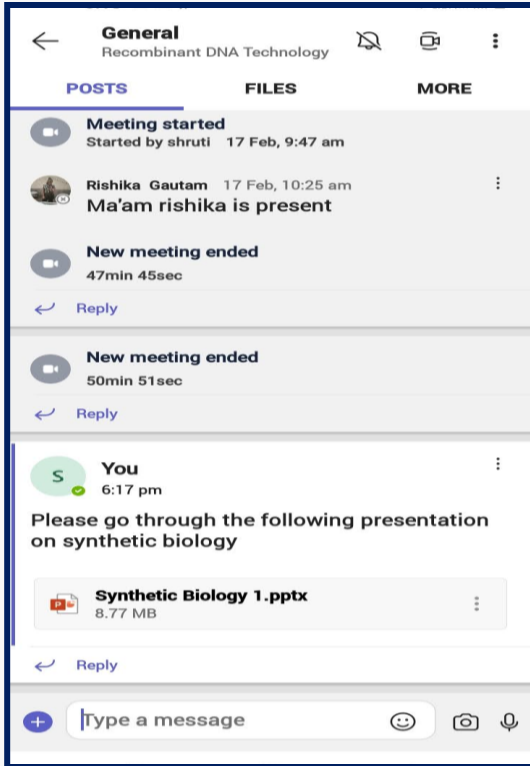 General
Recombinant DNA Technology
POSTS FILES MORE
Meeting started
Started by shruti 17 Feb, 9:47 am
Rishika Gautam 17 Feb, 10:25 am
Ma'am rishika is present
New meeting ended
47min 45sec
Reply
New meeting ended
50min 51sec
Reply
S
You
6:17 pm
Please go through the following presentation
on synthetic biology
Synthetic Biology 1.pptx
8.77 MB
Reply
Type a message